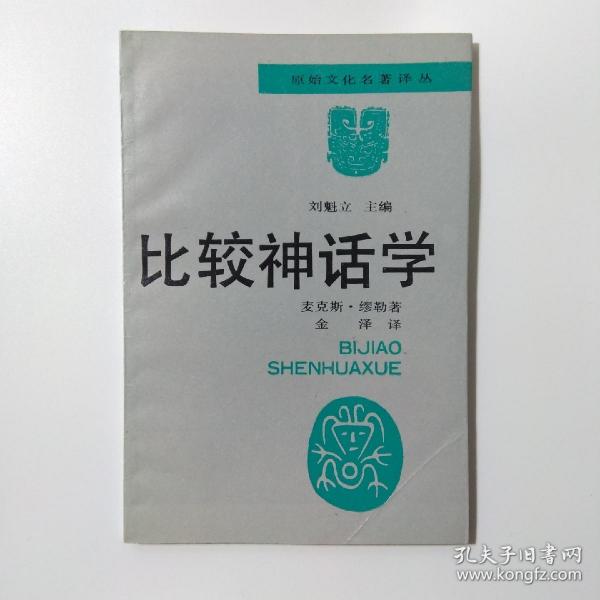 原始文化名著译丛
刘魁立 主编
比较神话学
麦克斯·缪勒著
金 泽 译
BIJIAO
SHENHUAXUE
孔夫子旧书网
www.kongfz.com